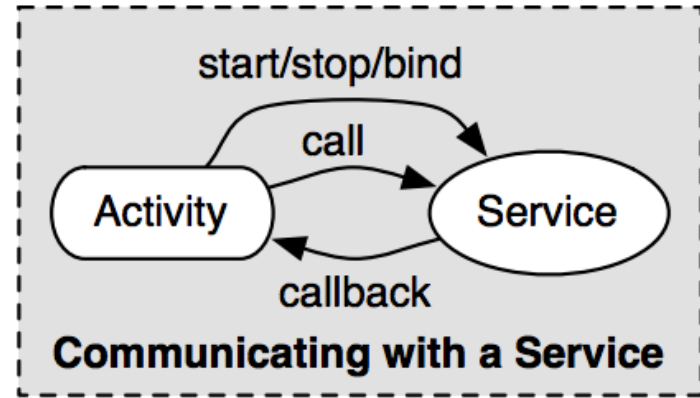 start/stop/bind
call
Activity
Service
callback
Communicating with a Service